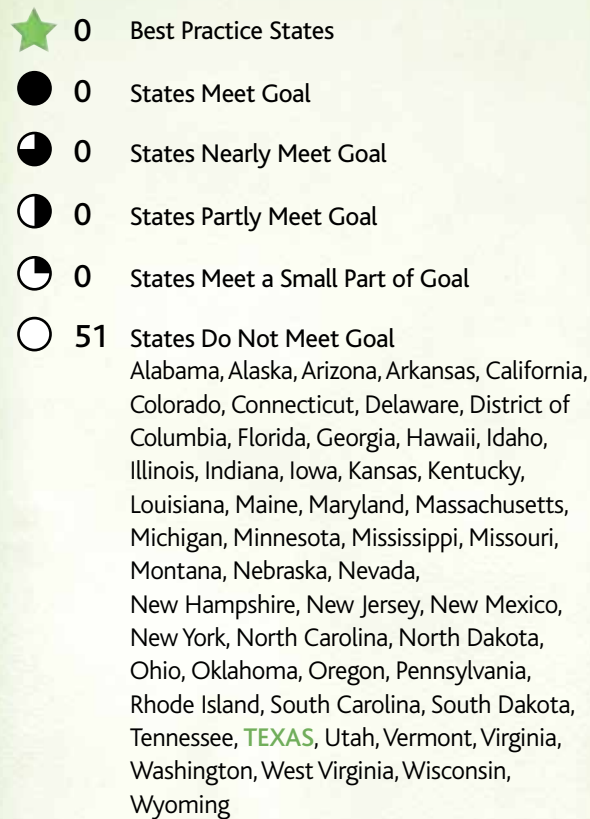 0 Best Practice States
0 States Meet Goal
0 States Nearly Meet Goal
0 States Partly Meet Goal
0 States Meet a Small Part of Goal
51 States Do Not Meet Goal
Alabama, Alaska, Arizona, Arkansas, California,
Colorado, Connecticut, Delaware, District of
Columbia, Florida, Georgia, Hawaii, Idaho,
Illinois, Indiana, Iowa, Kansas, Kentucky,
Louisiana, Maine, Maryland, Massachusetts,
Michigan, Minnesota, Mississippi, Missouri,
Montana, Nebraska, Nevada,
New Hampshire, New Jersey, New Mexico,
New York, North Carolina, North Dakota,
Ohio, Oklahoma, Oregon, Pennsylvania,
Rhode Island, South Carolina, South Dakota,
Tennessee, TEXAS, Utah, Vermont, Virginia,
Washington, West Virginia, Wisconsin,
Wyoming